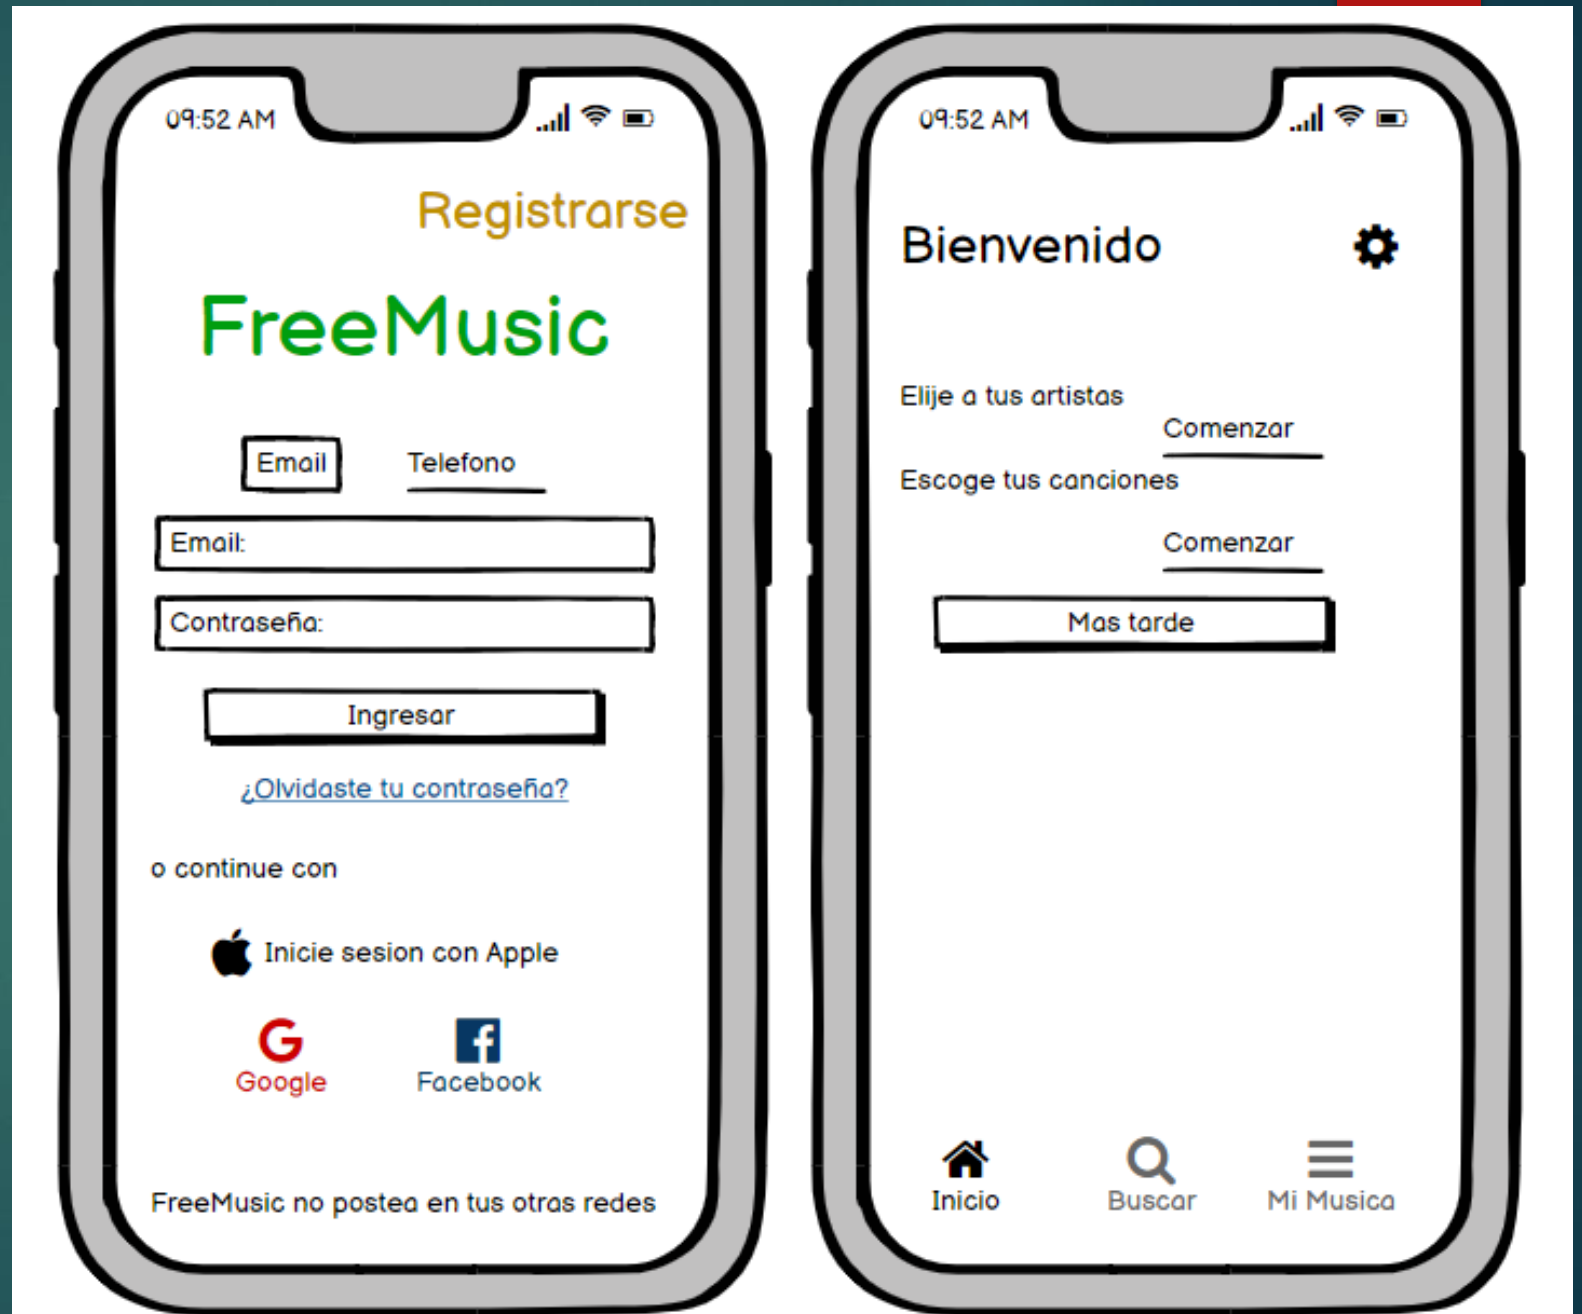 09:52 AM
Registrarse
FreeMusic
Email
Telefono
Email:
Contraseña:
Ingresar
¿Olvidaste tu contraseña?
o continue con
Inicie sesion con Apple
Google
Facebook
FreeMusic no postea en tus otras redes
09:52 AM
Bienvenido
Elije a tus artistas
Comenzar
Escoge tus canciones
Comenzar
Mas tarde
Inicio
Buscar
Mi Musica